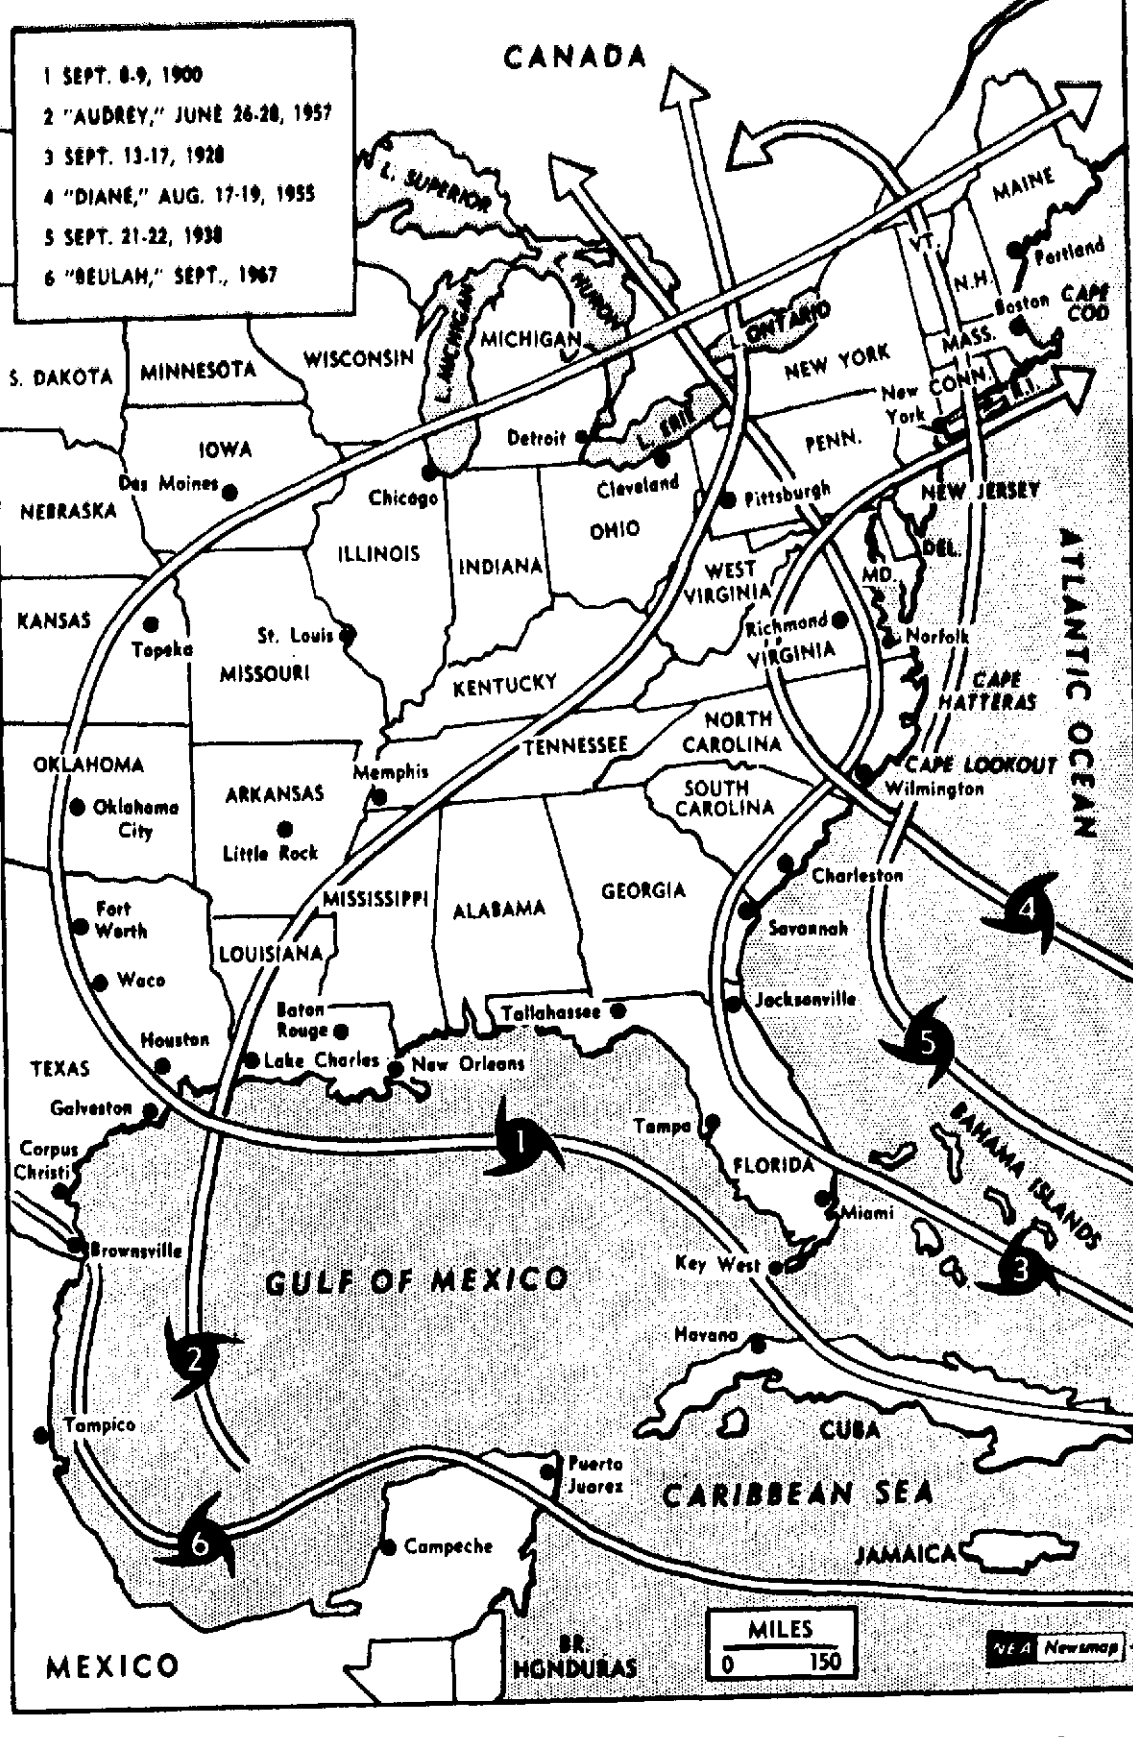 1 SEPT. 8-9, 1900
2 "AUDREY," JUNE 26-28, 1957
3 SEPT. 13-17, 1928
4 "DIANE," AUG. 17-19, 1955
5 SEPT. 21-22, 1938
6 "BEULAH," SEPT., 1967
CANADA
L. SUPERIOR
MAINE
VT.
Portland
N.H.
L. MICHIGAN
HURON
MICHIGAN
L. ONTARIO
Boston
CAPE
COD
MASS.
S. DAKOTA
MINNESOTA
WISCONSIN
NEW YORK
CONN.
R.I.
New
York
IOWA
Detroit
L. ERIE
PENN.
Des Moines
Chicago
Cleveland
Pittsburgh
NEW JERSEY
NEBRASKA
OHIO
ILLINOIS
INDIANA
DEL.
WEST
VIRGINIA
MD.
ATLANTIC OCEAN
KANSAS
Topeka
St. Louis
Richmond
Norfolk
VIRGINIA
MISSOURI
KENTUCKY
CAPE
HATTERAS
NORTH
CAROLINA
TENNESSEE
OKLAHOMA
Memphis
CAPE LOOKOUT
Oklahoma
City
ARKANSAS
SOUTH
CAROLINA
Wilmington
Little Rock
Charleston
MISSISSIPPI
ALABAMA
GEORGIA
4
Fort
Worth
Savannah
LOUISIANA
Waco
Baton
Rouge
Tallahassee
Jacksonville
Houston
5
TEXAS
Lake Charles
New Orleans
Galveston
BAHAMA ISLANDS
1
Tampa
Corpus
Christi
FLORIDA
Miami
Brownsville
Key West
GULF OF MEXICO
3
Havana
2
Tampico
CUBA
Puerto
Juarez
CARIBBEAN SEA
6
Campeche
JAMAICA
MILES
0 150
BR.
HONDURAS
MEXICO
NEA Newsmap